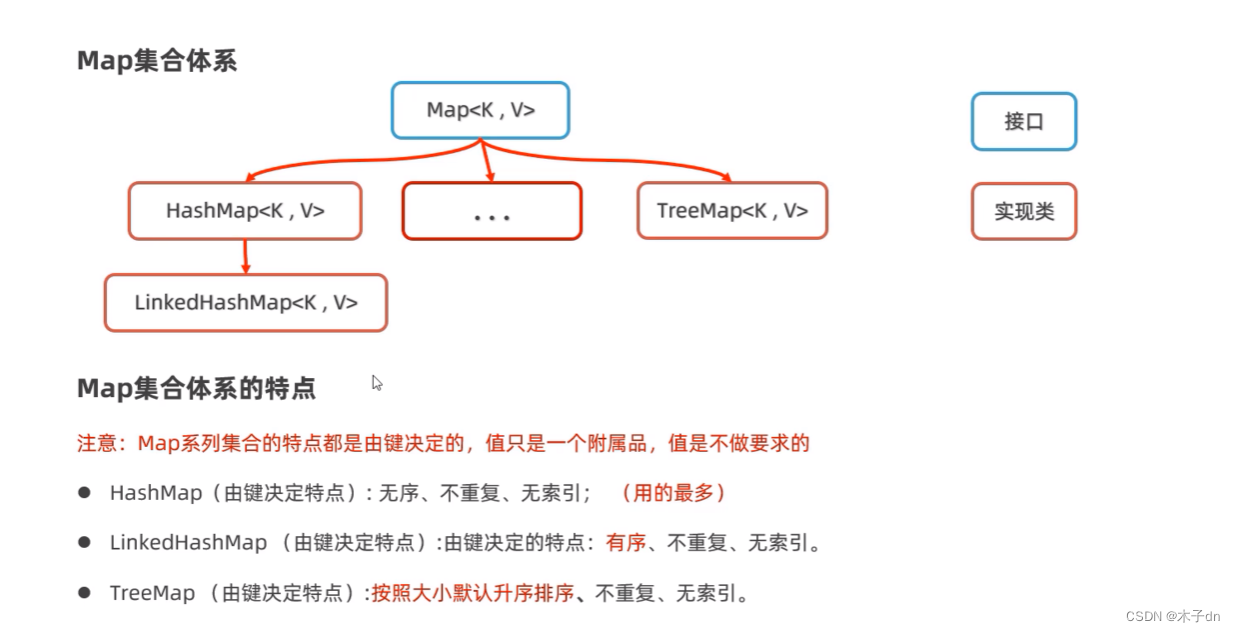 Map集合体系
Map<K , V>
接口
HashMap<K , V>
...
TreeMap<K , V>
实现类
LinkedHashMap<K , V>
Map集合体系的特点
注意：Map系列集合的特点都是由键决定的，值只是一个附属品，值是不做要求的
● HashMap（由键决定特点）: 无序、不重复、无索引； （用的最多）
● LinkedHashMap （由键决定特点）:由键决定的特点：有序、不重复、无索引。
● TreeMap （由键决定特点）:按照大小默认升序排序、不重复、无索引。
CSDN @木子dn